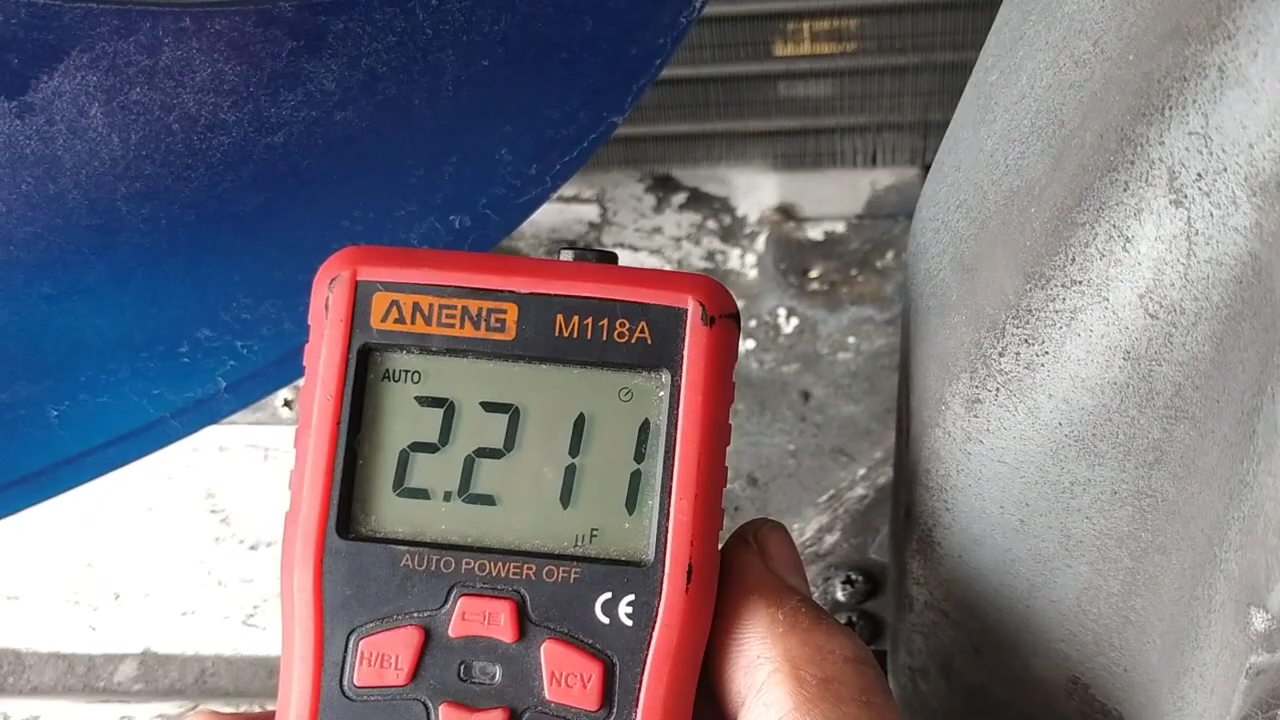 ANENG M118A
AUTO
2.211
µF
AUTO POWER OFF
CE
H/BL
NCV